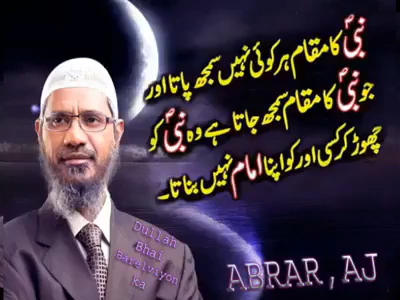 نبیؐ کا مقام ہر کوئی نہیں سمجھ پاتا اور
جو نبیؐ کا مقام سمجھ جاتا ہے وہ نبیؐ کو
چھوڑ کر کسی اور کو اپنا امام نہیں بناتا۔
Dullah
Bhai
Barelviyon
ka
ABRAR,AJ